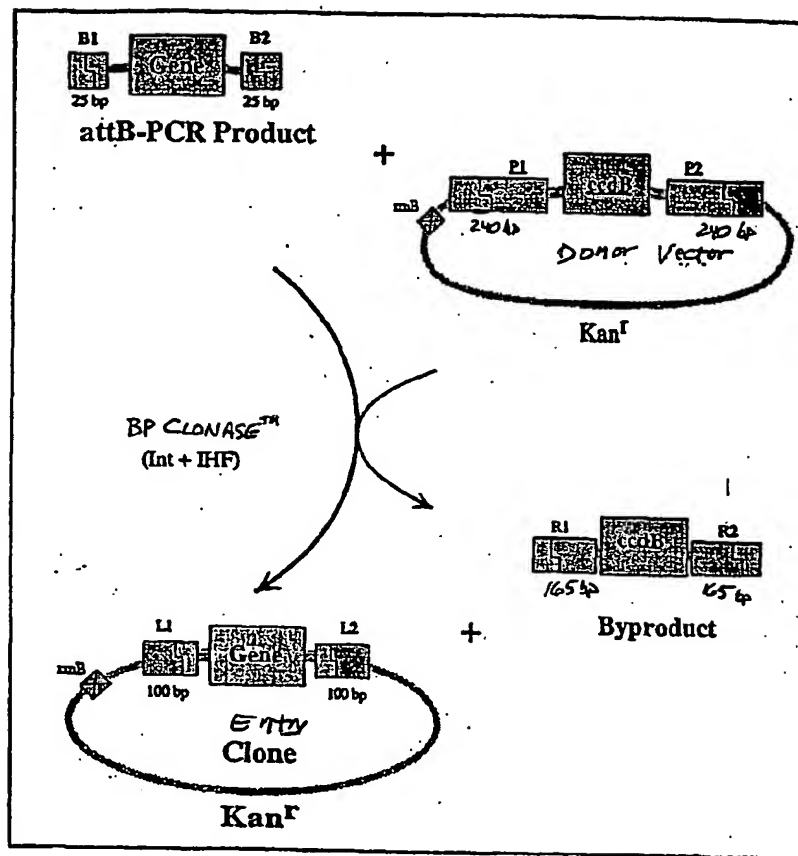 B1 B2
Gene
25 bp 25 bp
attB-PCR Product
+
P1 P2
ccdB
rrnB
240 bp 240 bp
Donor Vector
Kanʳ
BP CLONASE™
(Int + IHF)
R1 R2
ccdB
165 bp 165 bp
Byproduct
+
L1 L2
rrnB
Gene
100 bp 100 bp
Entry
Clone
Kanʳ